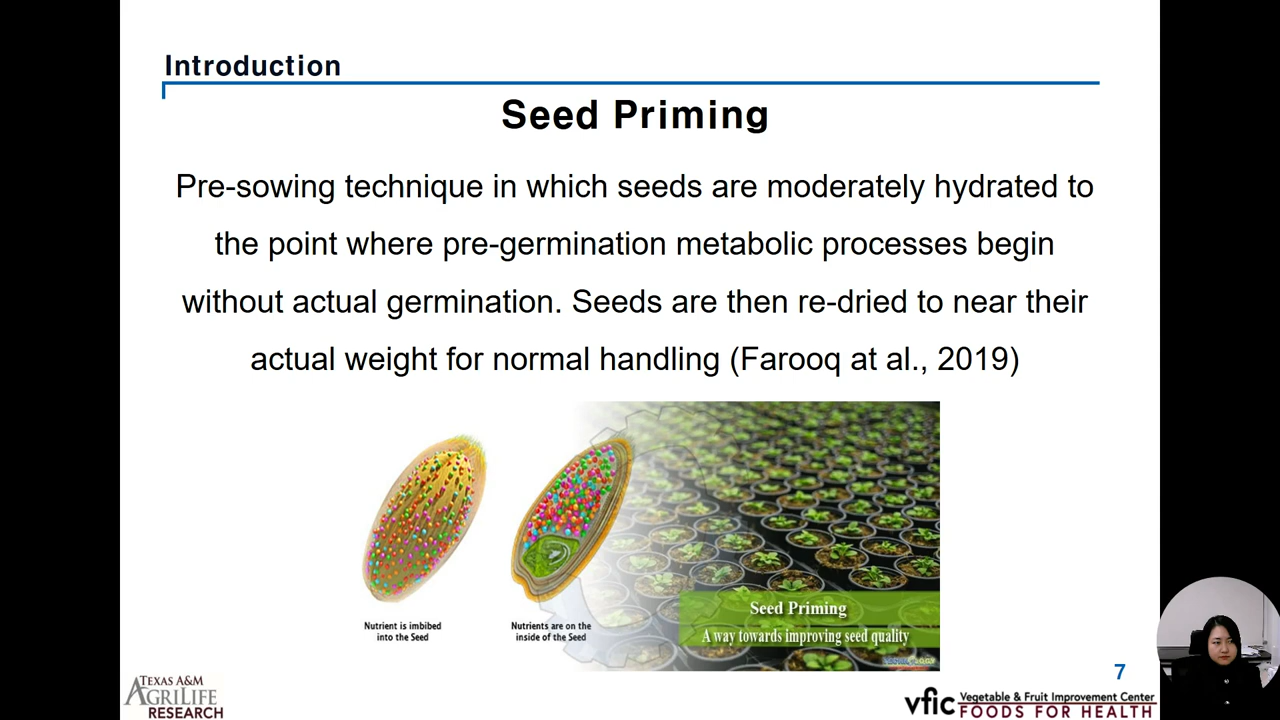 Introduction
Seed Priming
Pre-sowing technique in which seeds are moderately hydrated to
the point where pre-germination metabolic processes begin
without actual germination. Seeds are then re-dried to near their
actual weight for normal handling (Farooq at al., 2019)
Nutrient is imbibed
into the Seed
Nutrients are on the
inside of the Seed
Seed Priming
A way towards improving seed quality
7
TEXAS A&M
AGRILIFE
RESEARCH
vfic
Vegetable & Fruit Improvement Center
FOODS FOR HEALTH